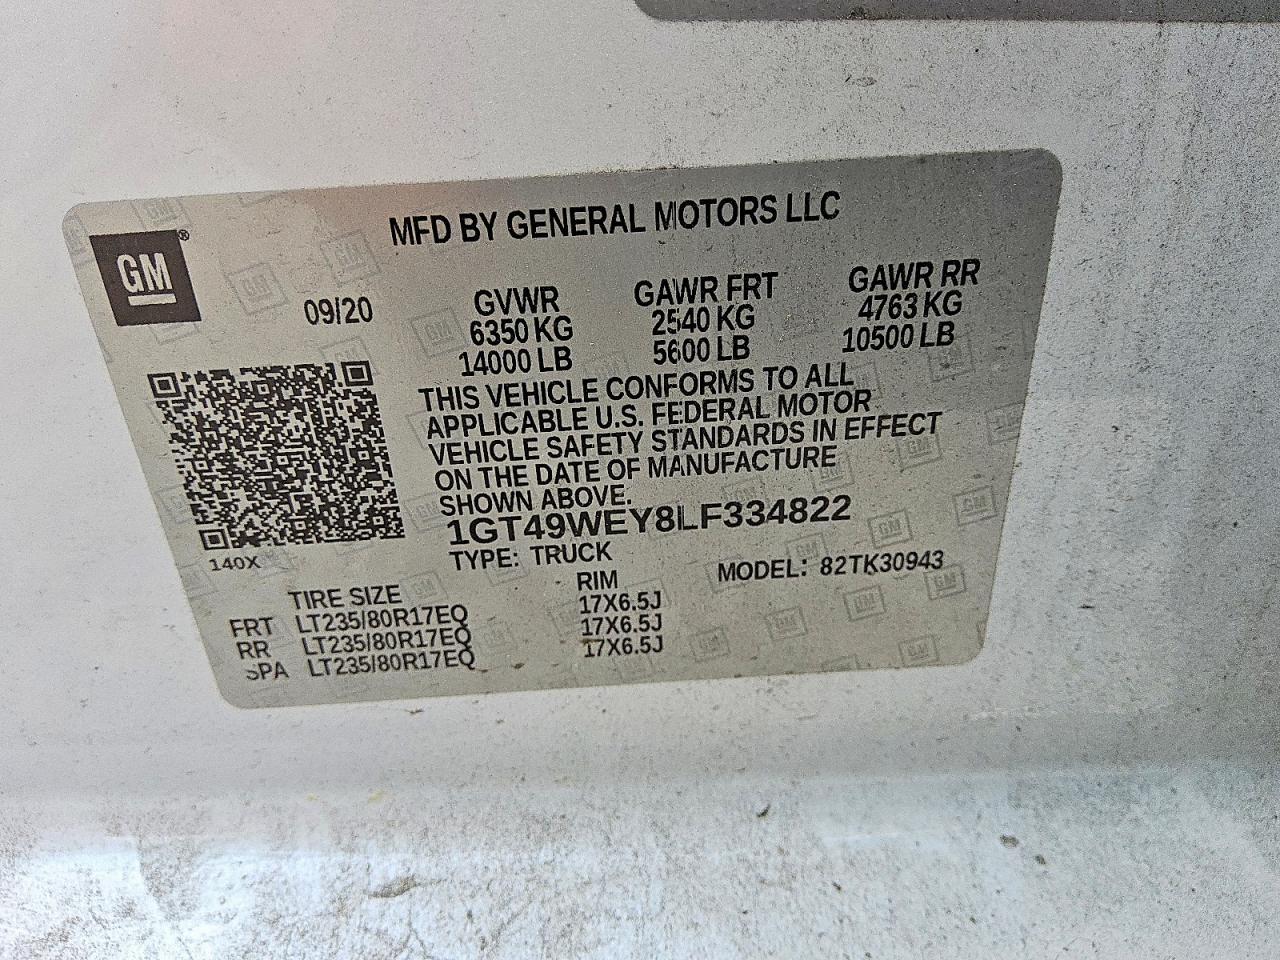 MFD BY GENERAL MOTORS LLC
GM®
09/20
GVWR GAWR FRT GAWR RR
6350 KG 2540 KG 4763 KG
14000 LB 5600 LB 10500 LB
THIS VEHICLE CONFORMS TO ALL
APPLICABLE U.S. FEDERAL MOTOR
VEHICLE SAFETY STANDARDS IN EFFECT
ON THE DATE OF MANUFACTURE
SHOWN ABOVE.
1GT49WEY8LF334822
140X
TYPE: TRUCK MODEL: 82TK30943
TIRE SIZE RIM
FRT LT235/80R17EQ 17X6.5J
RR LT235/80R17EQ 17X6.5J
SPA LT235/80R17EQ 17X6.5J